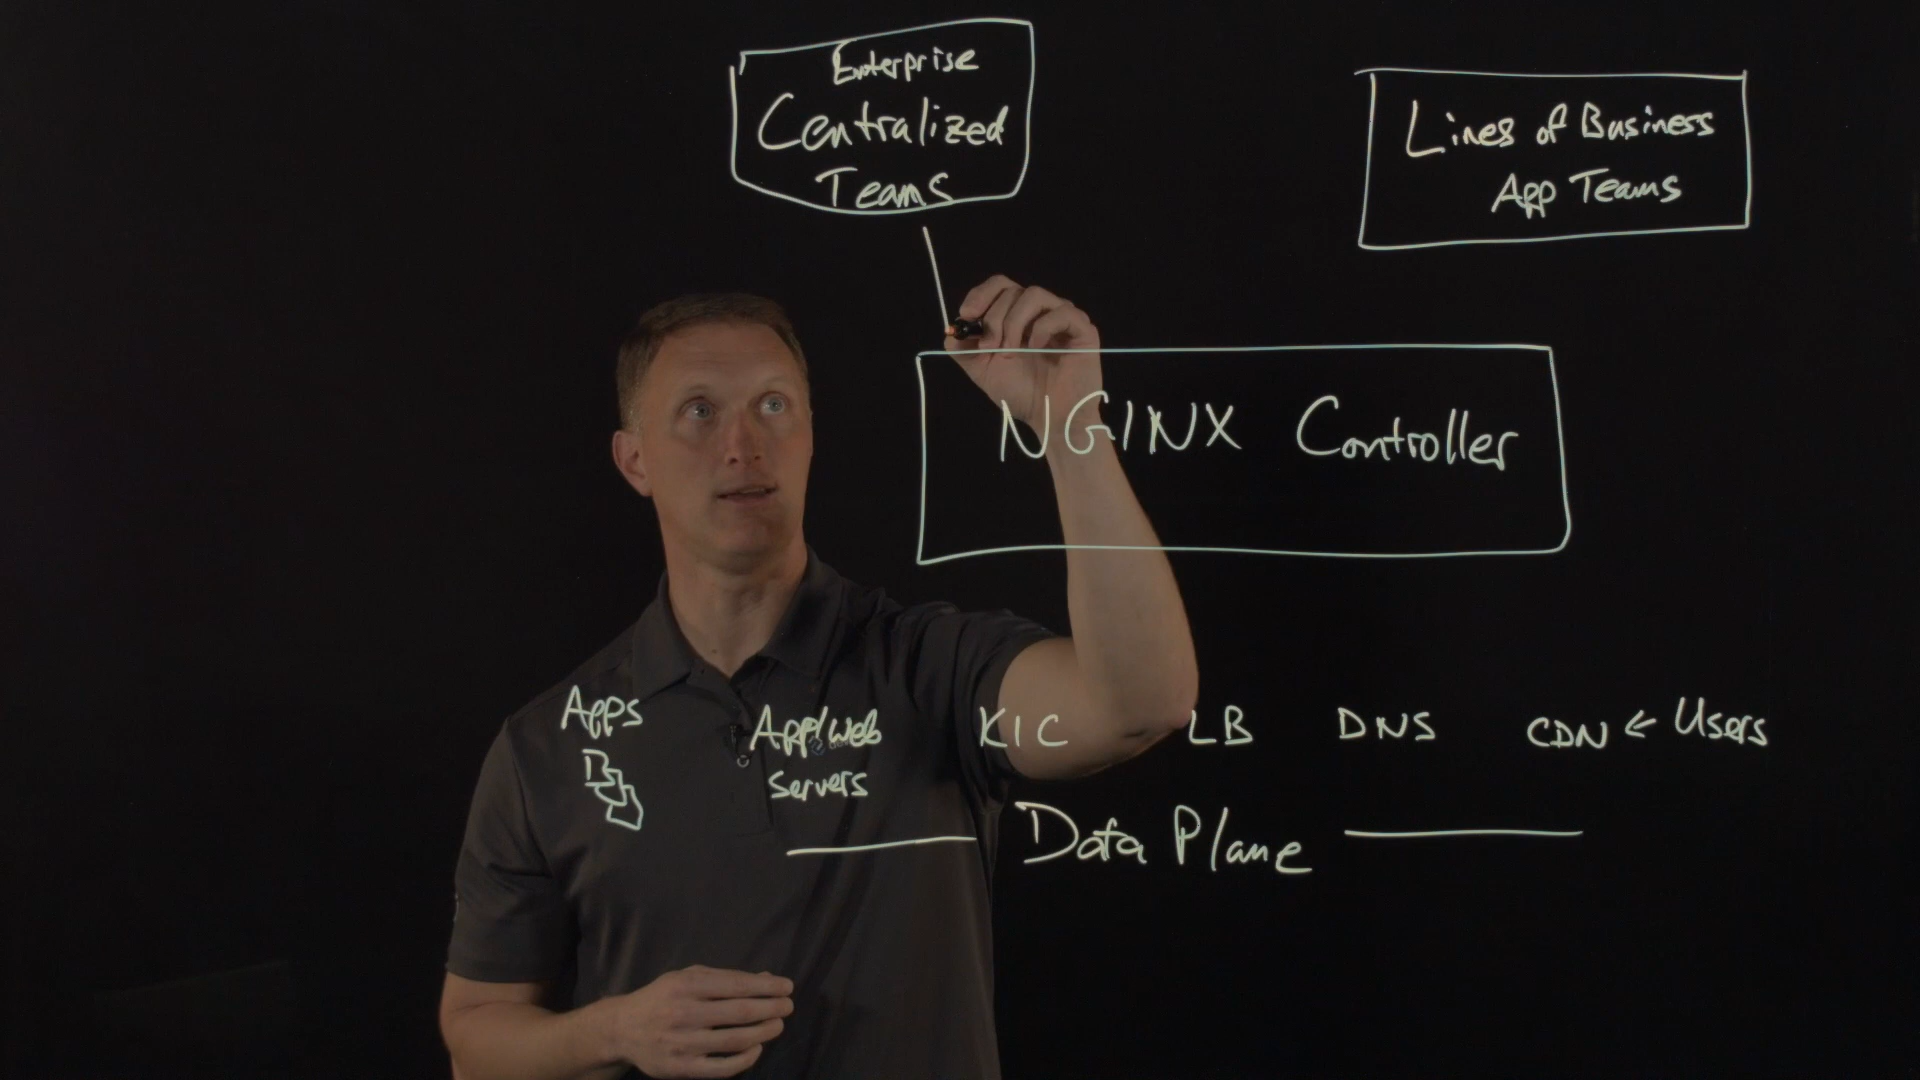 Enterprise
Centralized
Teams
Lines of Business
App Teams
NGINX Controller
Apps
App/Web
Servers
KIC
LB
DNS
CDN ← Users
Data Plane